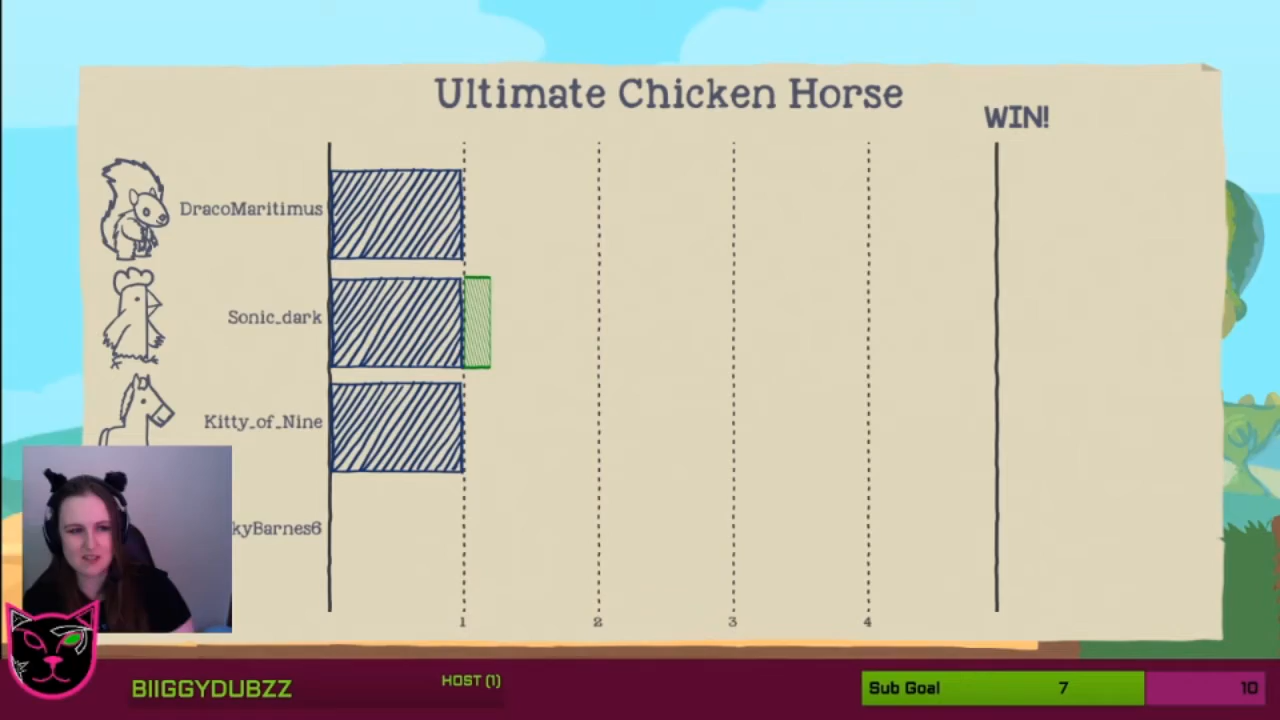 Ultimate Chicken Horse
WIN!
DracoMaritimus
Sonic_dark
Kitty_of_Nine
kyBarnes6
1 2 3 4
BIIGGYDUBZZ
HOST (1)
Sub Goal 7 10